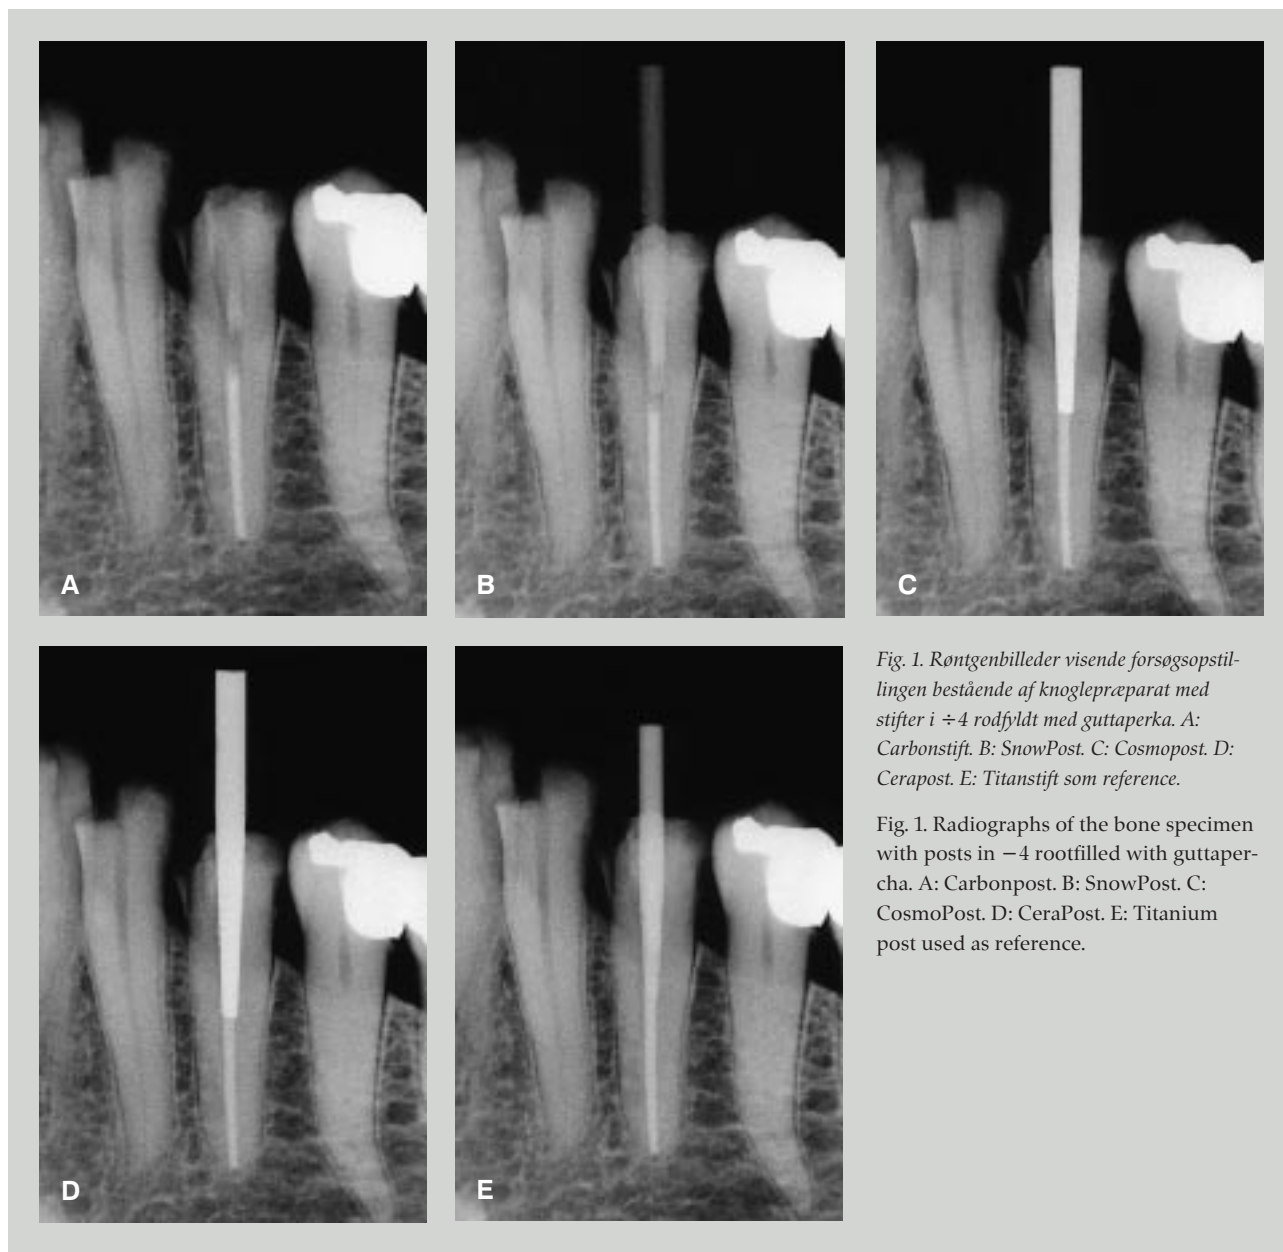 A
B
C
D
E
Fig. 1. Røntgenbilleder visende forsøgsopstil-
lingen bestående af knoglepræparat med
stifter i ÷4 rodfyldt med guttaperka. A:
Carbonstift. B: SnowPost. C: Cosmopost. D:
Cerapost. E: Titanstift som reference.
Fig. 1. Radiographs of the bone specimen
with posts in −4 rootfilled with guttaper-
cha. A: Carbonpost. B: SnowPost. C:
CosmoPost. D: CeraPost. E: Titanium
post used as reference.